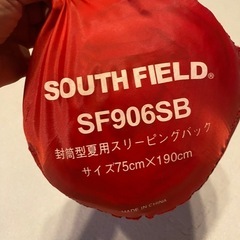 SOUTH FIELD®
SF906SB
封筒型夏用スリーピングバック
サイズ75cm×190cm
MADE IN CHINA